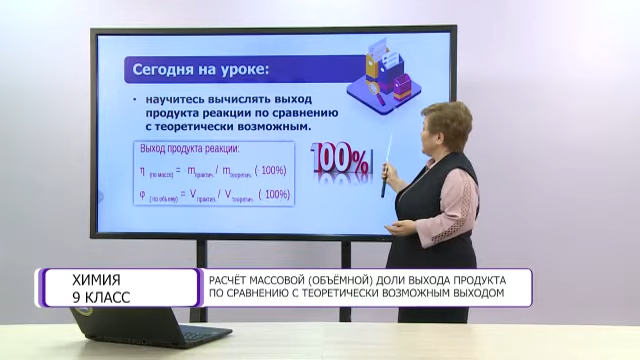 Сегодня на уроке:
• научитесь вычислять выход
продукта реакции по сравнению
с теоретически возможным.
Выход продукта реакции:
η (по массе) = mпрактич. / mтеоретич. (·100%)
φ (по объему) = Vпрактич. / Vтеоретич. (·100%)
100%
ХИМИЯ
9 КЛАСС
РАСЧЁТ МАССОВОЙ (ОБЪЁМНОЙ) ДОЛИ ВЫХОДА ПРОДУКТА
ПО СРАВНЕНИЮ С ТЕОРЕТИЧЕСКИ ВОЗМОЖНЫМ ВЫХОДОМ